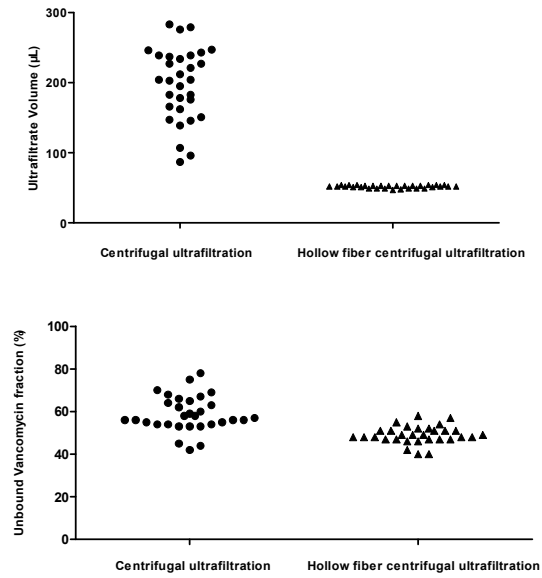 300
200
100
0
Ultrafiltrate Volume (µL)
Centrifugal ultrafiltration
Hollow fiber centrifugal ultrafiltration
100
80
60
40
20
0
Unbound Vancomycin fraction (%)
Centrifugal ultrafiltration
Hollow fiber centrifugal ultrafiltration